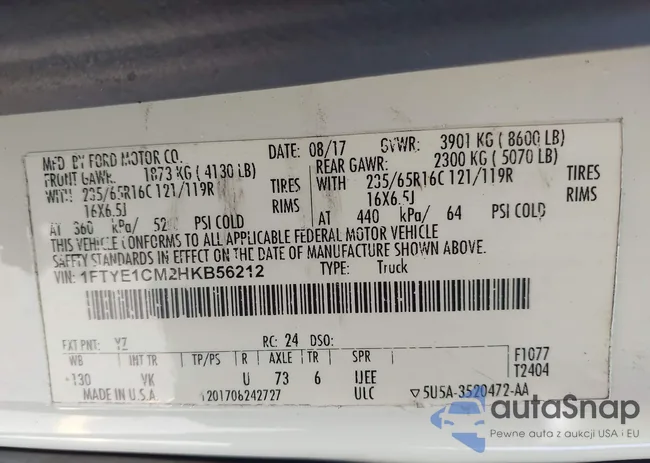 MFD BY FORD MOTOR CO. DATE: 08/17 GVWR: 3901 KG ( 8600 LB)
FRONT GAWR: 1873 KG ( 4130 LB) REAR GAWR: 2300 KG ( 5070 LB)
WITH 235/65R16C 121/119R TIRES WITH 235/65R16C 121/119R TIRES
16X6.5J RIMS 16X6.5J RIMS
AT 360 kPa/ 52 PSI COLD AT 440 kPa/ 64 PSI COLD
THIS VEHICLE CONFORMS TO ALL APPLICABLE FEDERAL MOTOR VEHICLE
SAFETY STANDARDS IN EFFECT ON THE DATE OF MANUFACTURE SHOWN ABOVE.
VIN: 1FTYE1CM2HKB56212 TYPE: Truck
EXT PNT: YZ RC: 24 DSO:
WB INT TR TP/PS R AXLE TR SPR F1077
130 VK U 73 6 IJEE T2404
MADE IN U.S.A. 201706242727 ULC ▽5U5A-3520472-AA
autoSnap
Pewne auta z aukcji USA i EU